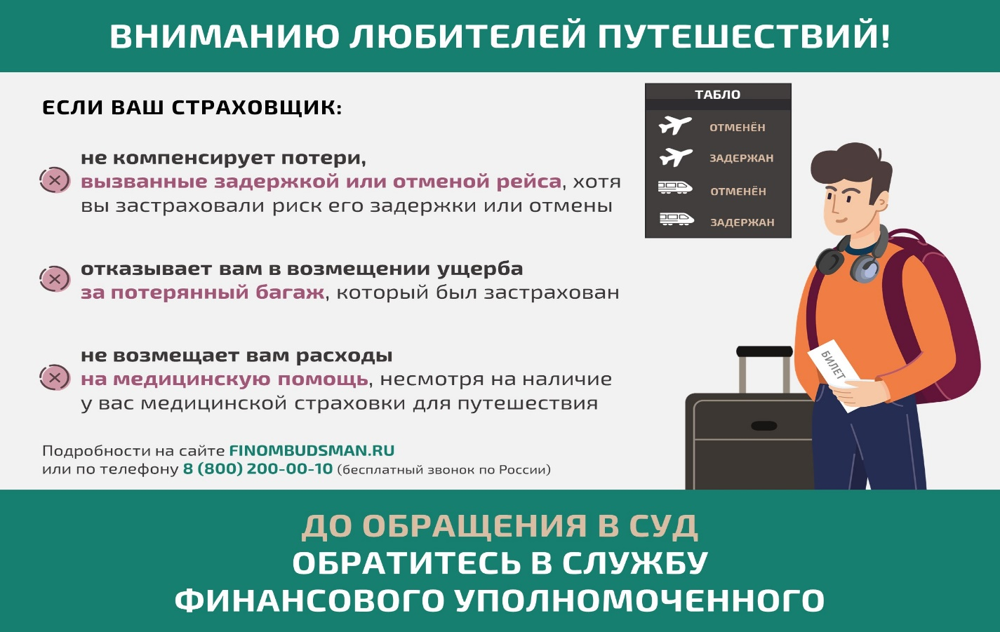 ВНИМАНИЮ ЛЮБИТЕЛЕЙ ПУТЕШЕСТВИЙ!
ЕСЛИ ВАШ СТРАХОВЩИК:
не компенсирует потери,
вызванные задержкой или отменой рейса, хотя
вы застраховали риск его задержки или отмены
отказывает вам в возмещении ущерба
за потерянный багаж, который был застрахован
не возмещает вам расходы
на медицинскую помощь, несмотря на наличие
у вас медицинской страховки для путешествия
Подробности на сайте FINOMBUDSMAN.RU
или по телефону 8 (800) 200-00-10 (бесплатный звонок по России)
ТАБЛО
ОТМЕНЁН
ЗАДЕРЖАН
ОТМЕНЁН
ЗАДЕРЖАН
БИЛЕТ
ДО ОБРАЩЕНИЯ В СУД
ОБРАТИТЕСЬ В СЛУЖБУ
ФИНАНСОВОГО УПОЛНОМОЧЕННОГО